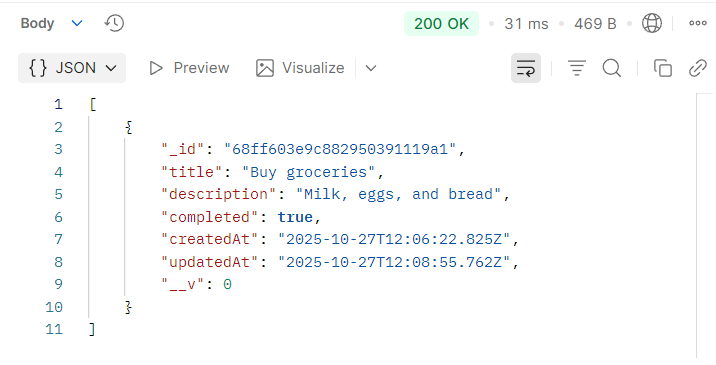 Body 200 OK • 31 ms • 469 B
{} JSON Preview Visualize
1 [
2 {
3 "_id": "68ff603e9c882950391119a1",
4 "title": "Buy groceries",
5 "description": "Milk, eggs, and bread",
6 "completed": true,
7 "createdAt": "2025-10-27T12:06:22.825Z",
8 "updatedAt": "2025-10-27T12:08:55.762Z",
9 "__v": 0
10 }
11 ]